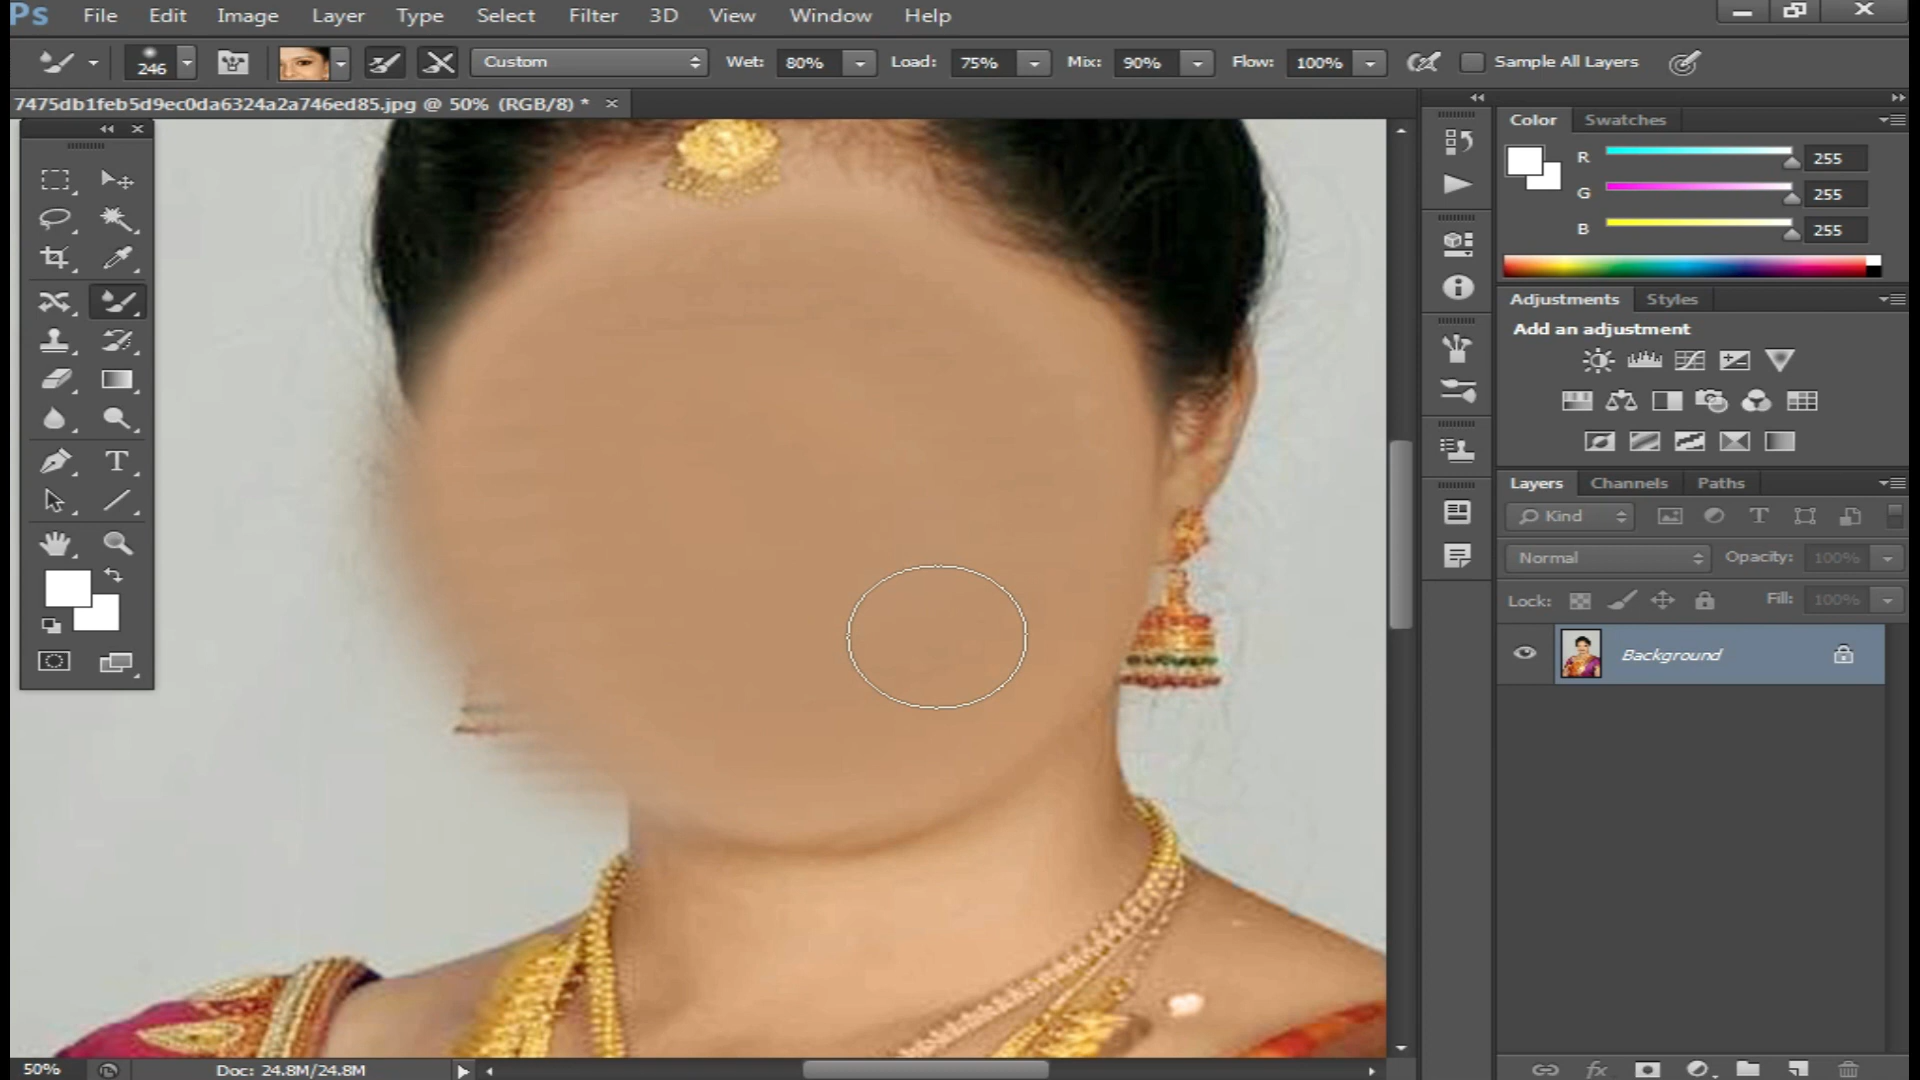 Ps File Edit Image Layer Type Select Filter 3D View Window Help
246 Custom Wet: 80% Load: 75% Mix: 90% Flow: 100% Sample All Layers
7475db1feb5d9ec0da6324a2a746ed85.jpg @ 50% (RGB/8) * ×
Color Swatches
R 255
G 255
B 255
Adjustments Styles
Add an adjustment
Layers Channels Paths
Kind
Normal Opacity: 100%
Lock: Fill: 100%
Background
50% Doc: 24.8M/24.8M
fx